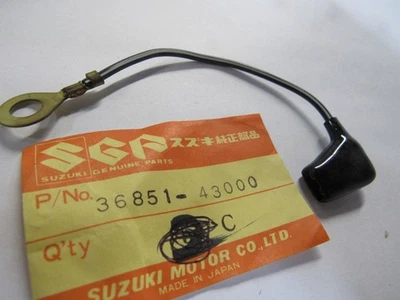 SGP スズキ純正部品
SUZUKI GENUINE PARTS
P/No. 36851-43000
Q'ty C
SUZUKI MOTOR CO.,LTD.
MADE IN JAPAN